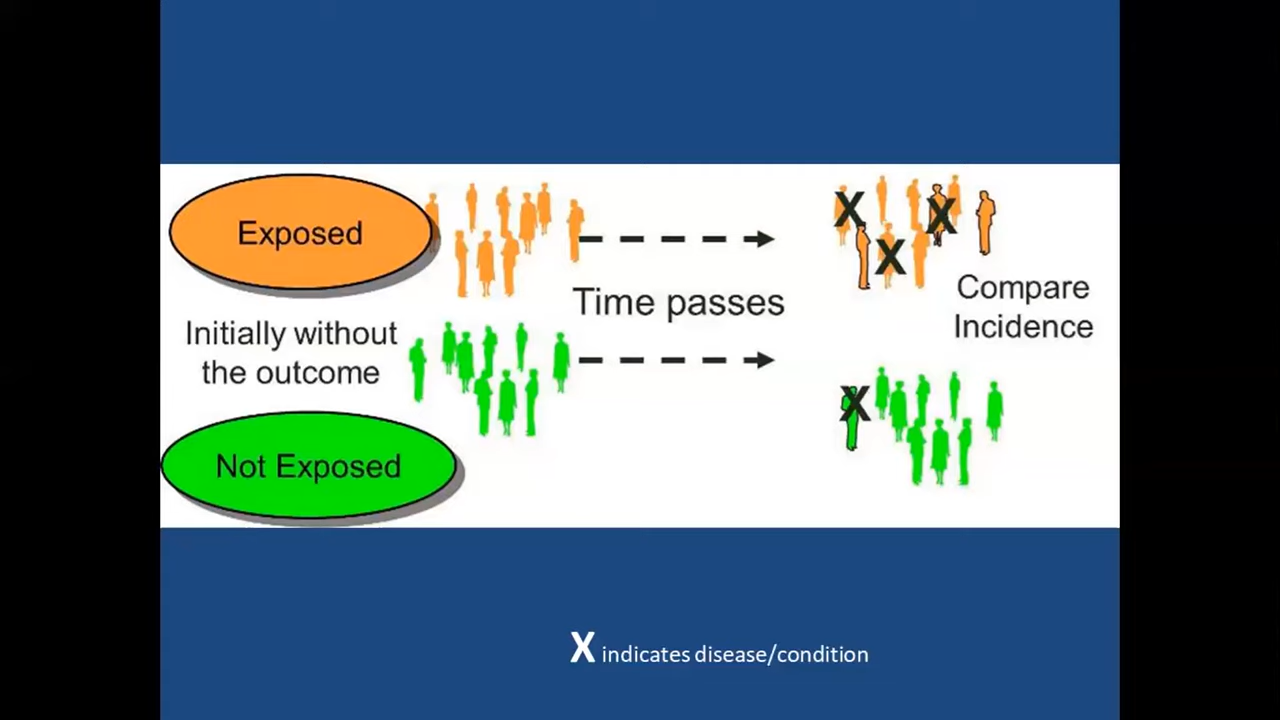 Exposed
Initially without
the outcome
Not Exposed
Time passes
X
X
X
Compare
Incidence
X
X indicates disease/condition